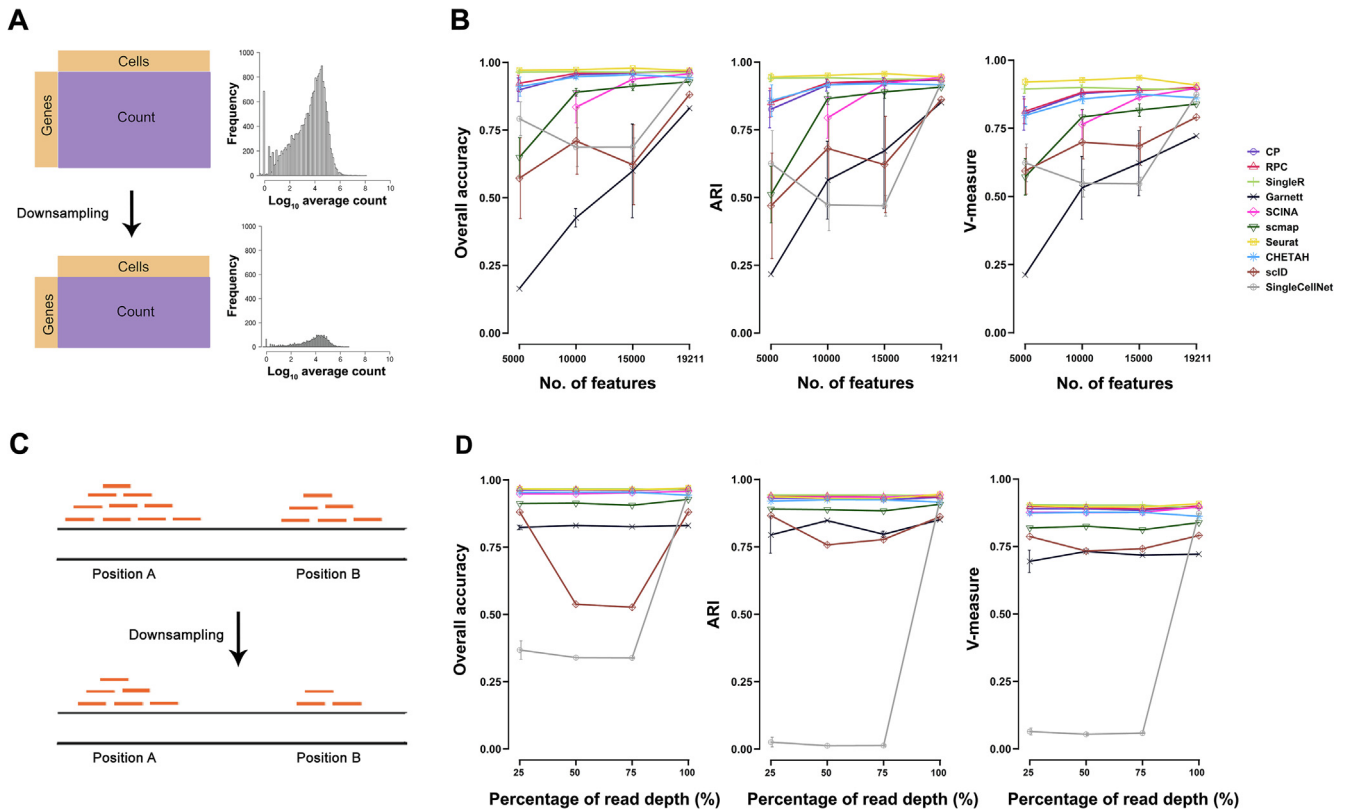 A
Cells
Genes
Count
Frequency
1000
800
600
400
200
0
0 2 4 6 8 10
Log10 average count
Downsampling
Cells
Genes
Count
Frequency
1000
800
600
400
200
0
0 2 4 6 8 10
Log10 average count
B
Overall accuracy
1.00
0.75
0.50
0.25
0.00
5000 10000 15000 19211
No. of features
ARI
1.00
0.75
0.50
0.25
0.00
5000 10000 15000 19211
No. of features
V-measure
1.00
0.75
0.50
0.25
0.00
5000 10000 15000 19211
No. of features
CP
RPC
SingleR
Garnett
SCINA
scmap
Seurat
CHETAH
scID
SingleCellNet
C
Position A Position B
Downsampling
Position A Position B
D
Overall accuracy
1.00
0.75
0.50
0.25
0.00
25 50 75 100
Percentage of read depth (%)
ARI
1.00
0.75
0.50
0.25
0.00
25 50 75 100
Percentage of read depth (%)
V-measure
1.00
0.75
0.50
0.25
0.00
25 50 75 100
Percentage of read depth (%)